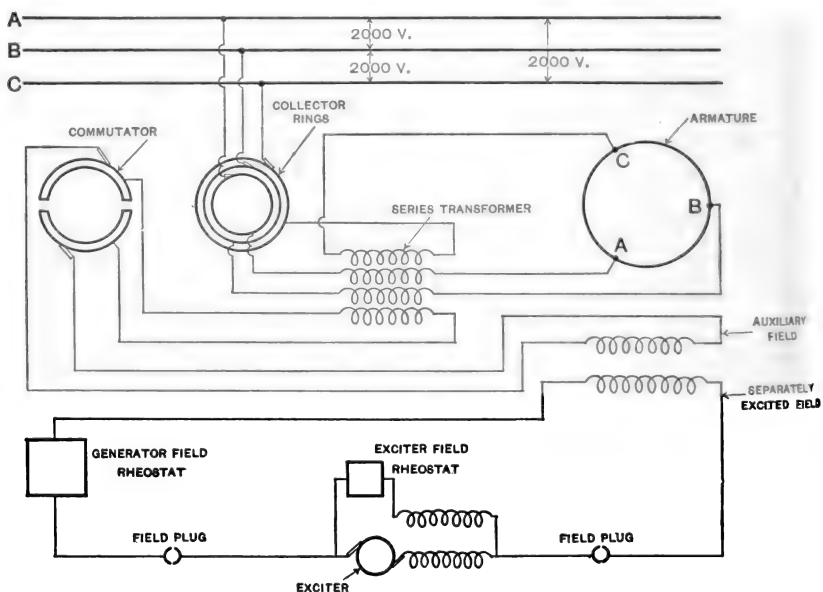 A
2000 V.
B
2000 V.
2000 V.
C
COLLECTOR
RINGS
COMMUTATOR
ARMATURE
C
B
A
SERIES TRANSFORMER
AUXILIARY
FIELD
SEPARATELY
EXCITED FIELD
GENERATOR FIELD
RHEOSTAT
EXCITER FIELD
RHEOSTAT
FIELD PLUG
FIELD PLUG
EXCITER